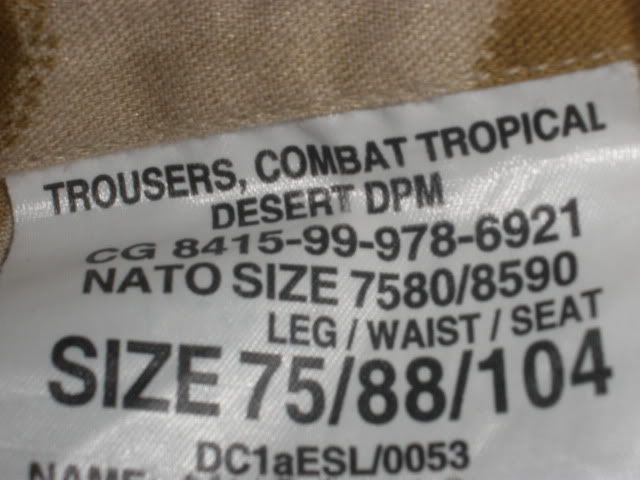 TROUSERS, COMBAT TROPICAL
DESERT DPM
CG 8415-99-978-6921
NATO SIZE 7580/8590
LEG / WAIST / SEAT
SIZE 75/88/104
DC1aESL/0053
NAME